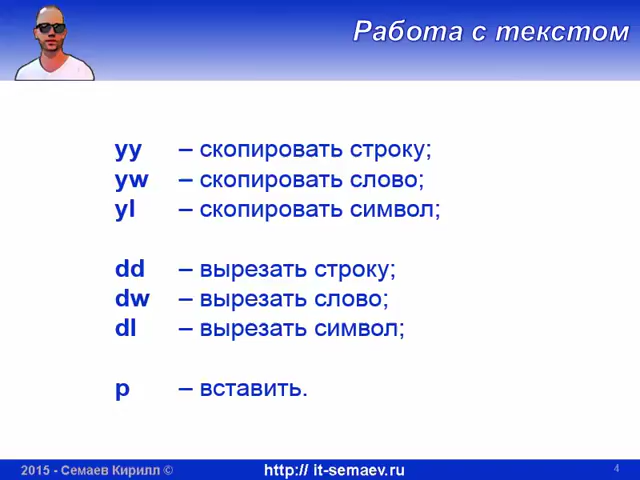 Работа с текстом
yy – скопировать строку;
yw – скопировать слово;
yl – скопировать символ;
dd – вырезать строку;
dw – вырезать слово;
dl – вырезать символ;
p – вставить.
2015 - Семаев Кирилл © http:// it-semaev.ru 4